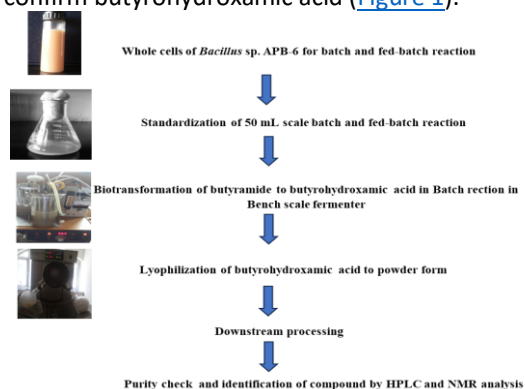 confirm butyrohydroxamic acid (Figure 1).
Whole cells of Bacillus sp. APB-6 for batch and fed-batch reaction
Standardization of 50 mL scale batch and fed-batch reaction
Biotransformation of butyramide to butyrohydroxamic acid in Batch rection in
Bench scale fermenter
Lyophilization of butyrohydroxamic acid to powder form
Downstream processing
Purity check and identification of compound by HPLC and NMR analysis